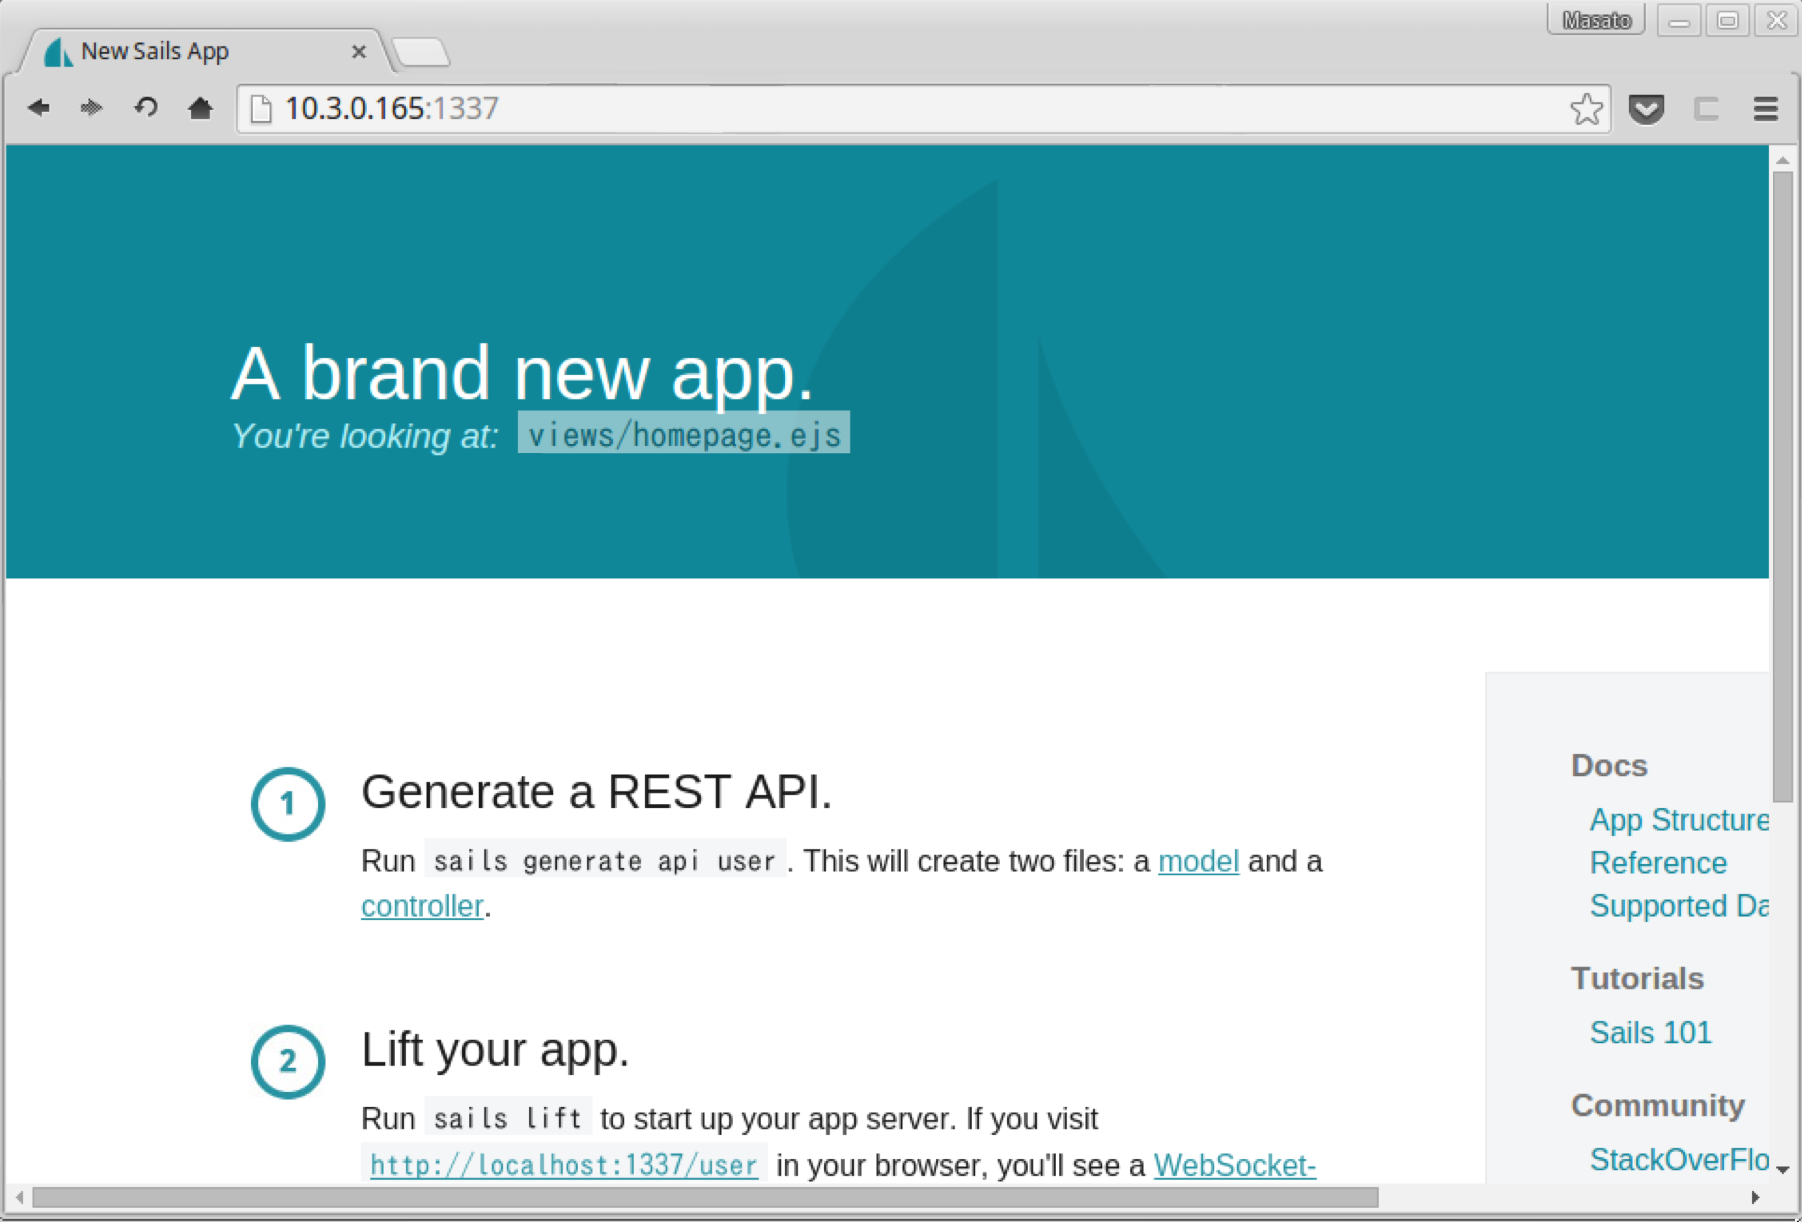 Masato
New Sails App
10.3.0.165:1337
A brand new app.
You're looking at: views/homepage.ejs
1
Generate a REST API.
Run sails generate api user. This will create two files: a model and a
controller.
2
Lift your app.
Run sails lift to start up your app server. If you visit
http://localhost:1337/user in your browser, you'll see a WebSocket-
Docs
App Structure
Reference
Supported Da
Tutorials
Sails 101
Community
StackOverFlo